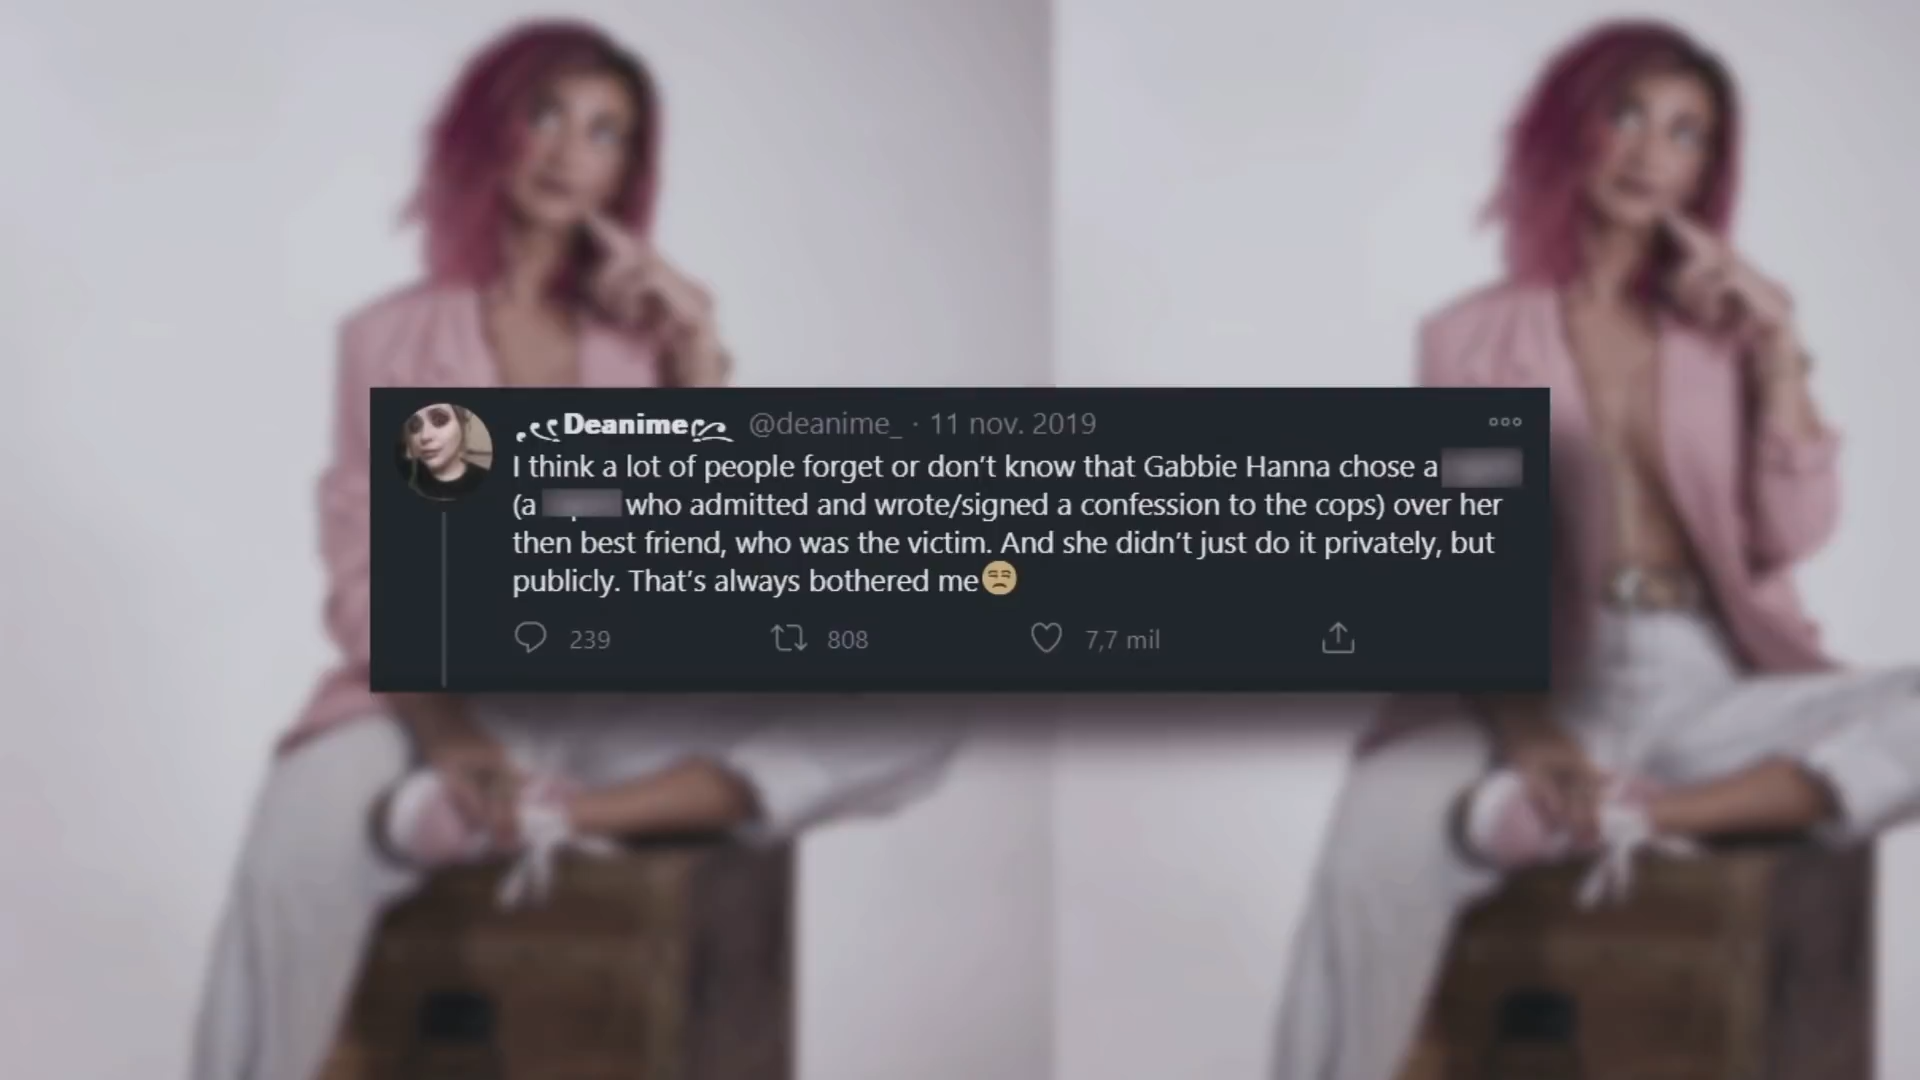 Deanime @deanime_ · 11 nov. 2019
I think a lot of people forget or don't know that Gabbie Hanna chose a
(a who admitted and wrote/signed a confession to the cops) over her
then best friend, who was the victim. And she didn't just do it privately, but
publicly. That's always bothered me😒
239 808 7,7 mil